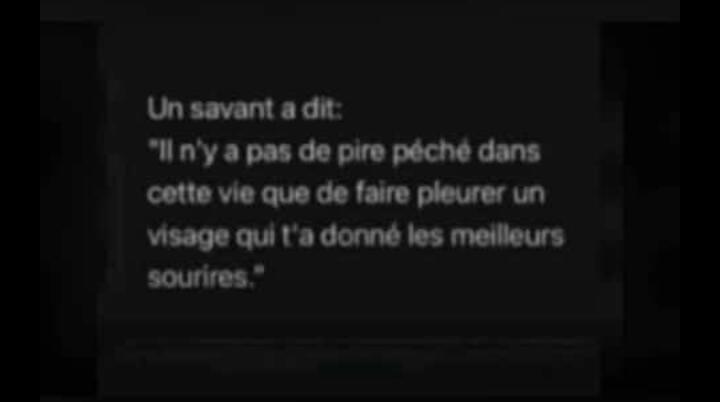 Un savant a dit:
"Il n'y a pas de pire péché dans
cette vie que de faire pleurer un
visage qui t'a donné les meilleurs
sourires."